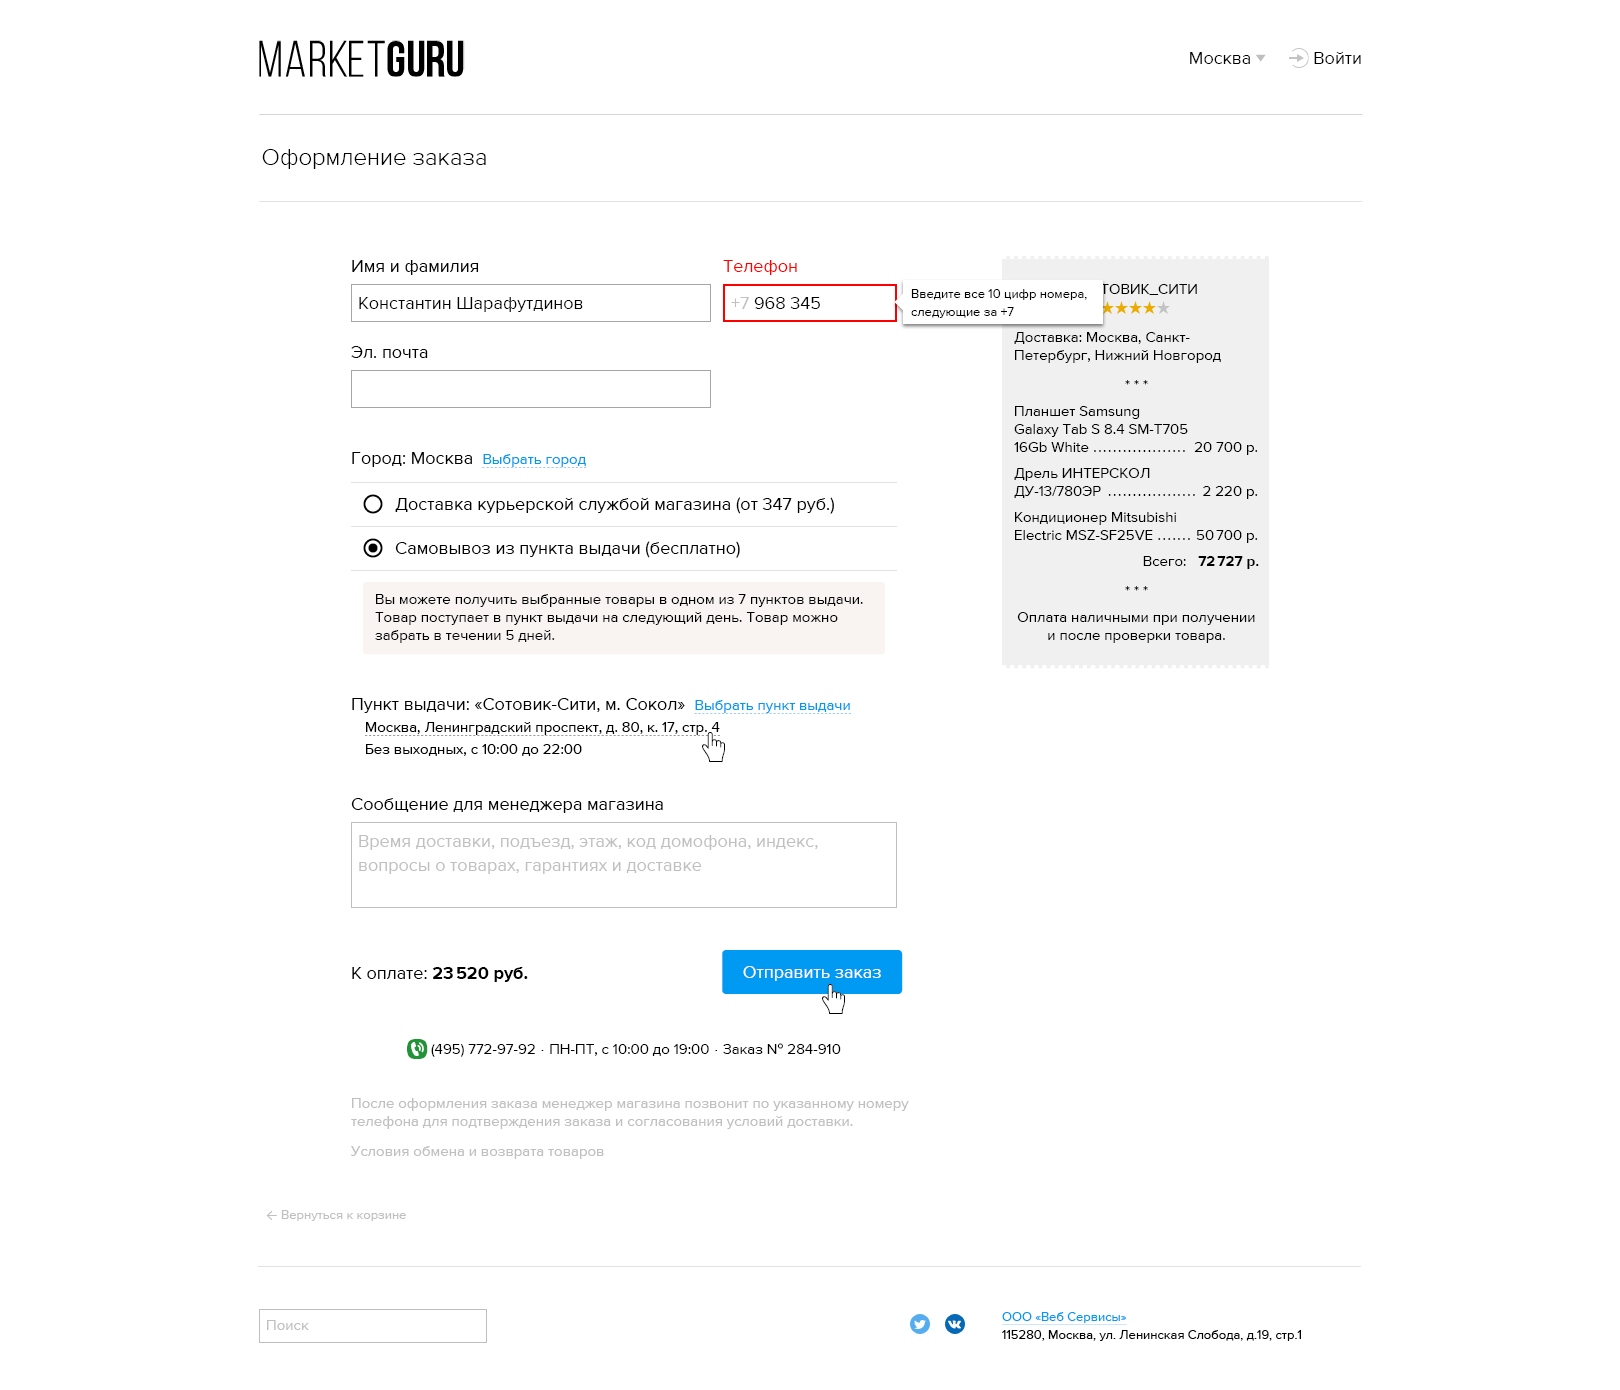 MARKETGURU
Москва
Войти
Оформление заказа
Имя и фамилия
Константин Шарафутдинов
Телефон
+7 968 345
Введите все 10 цифр номера,
следующие за +7
Эл. почта
Город: Москва Выбрать город
Доставка курьерской службой магазина (от 347 руб.)
Самовывоз из пункта выдачи (бесплатно)
Вы можете получить выбранные товары в одном из 7 пунктов выдачи.
Товар поступает в пункт выдачи на следующий день. Товар можно
забрать в течении 5 дней.
Пункт выдачи: «Сотовик-Сити, м. Сокол» Выбрать пункт выдачи
Москва, Ленинградский проспект, д. 80, к. 17, стр. 4
Без выходных, с 10:00 до 22:00
Сообщение для менеджера магазина
Время доставки, подъезд, этаж, код домофона, индекс,
вопросы о товарах, гарантиях и доставке
К оплате: 23 520 руб.
Отправить заказ
(495) 772-97-92 · ПН-ПТ, с 10:00 до 19:00 · Заказ № 284-910
После оформления заказа менеджер магазина позвонит по указанному номеру
телефона для подтверждения заказа и согласования условий доставки.
Условия обмена и возврата товаров
← Вернуться к корзине
ТОВИК_СИТИ
Доставка: Москва, Санкт-
Петербург, Нижний Новгород
* * *
Планшет Samsung
Galaxy Tab S 8.4 SM-T705
16Gb White ................... 20 700 р.
Дрель ИНТЕРСКОЛ
ДУ-13/780ЭР .................. 2 220 р.
Кондиционер Mitsubishi
Electric MSZ-SF25VE ....... 50 700 р.
Всего: 72 727 р.
* * *
Оплата наличными при получении
и после проверки товара.
Поиск
ООО «Веб Сервисы»
115280, Москва, ул. Ленинская Слобода, д.19, стр.1